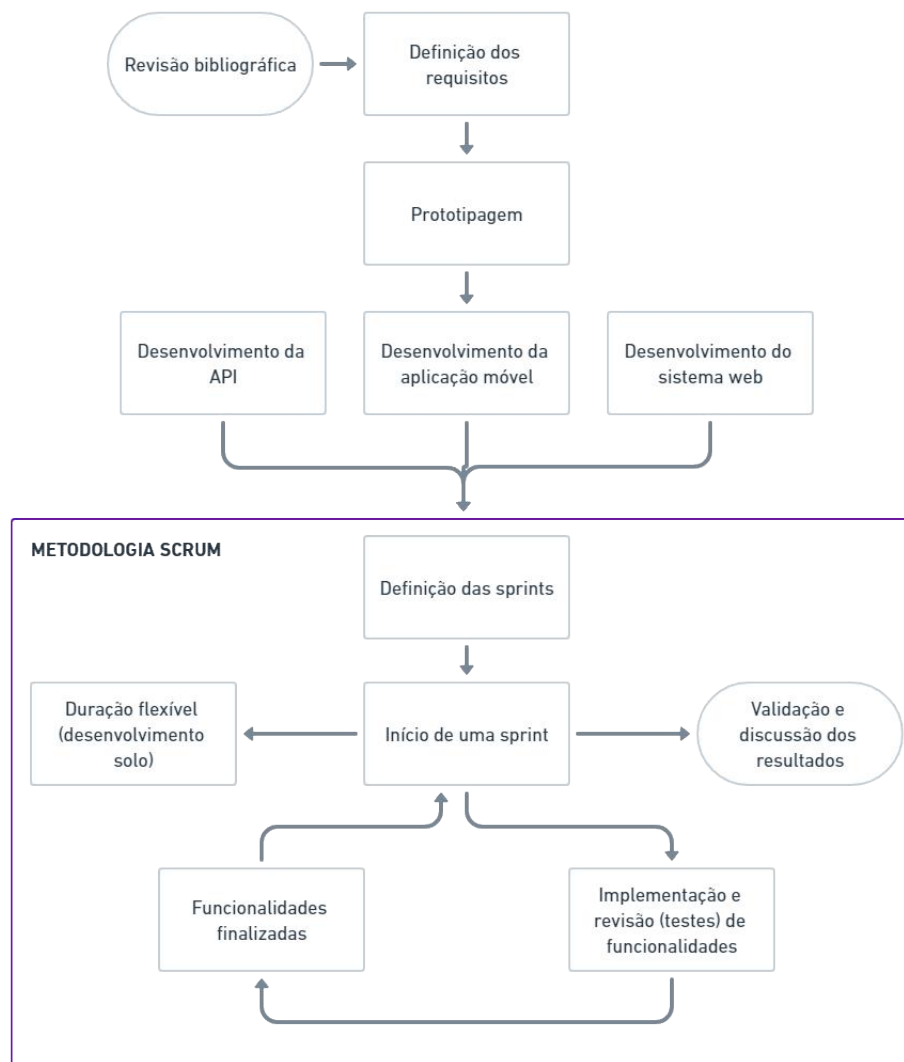 Revisão bibliográfica
Definição dos
requisitos
Prototipagem
Desenvolvimento da
API
Desenvolvimento da
aplicação móvel
Desenvolvimento do
sistema web
METODOLOGIA SCRUM
Definição das sprints
Duração flexível
(desenvolvimento
solo)
Início de uma sprint
Validação e
discussão dos
resultados
Funcionalidades
finalizadas
Implementação e
revisão (testes) de
funcionalidades